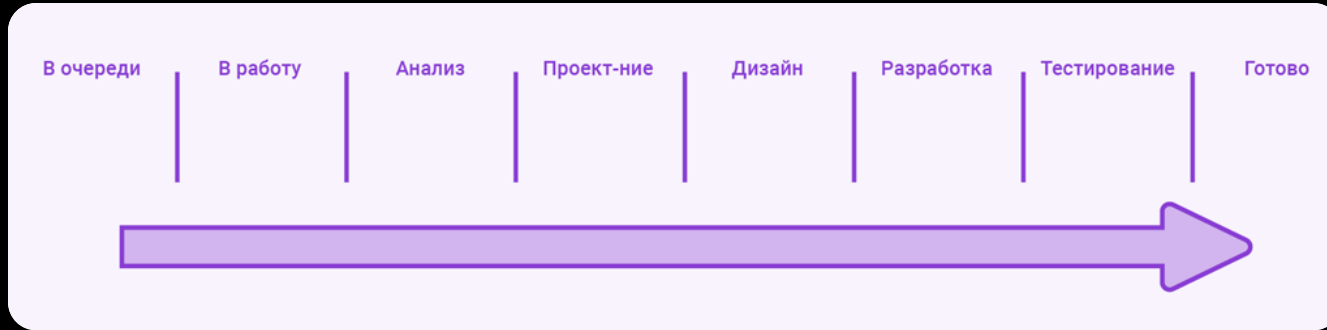 В очереди
В работу
Анализ
Проект-ние
Дизайн
Разработка
Тестирование
Готово